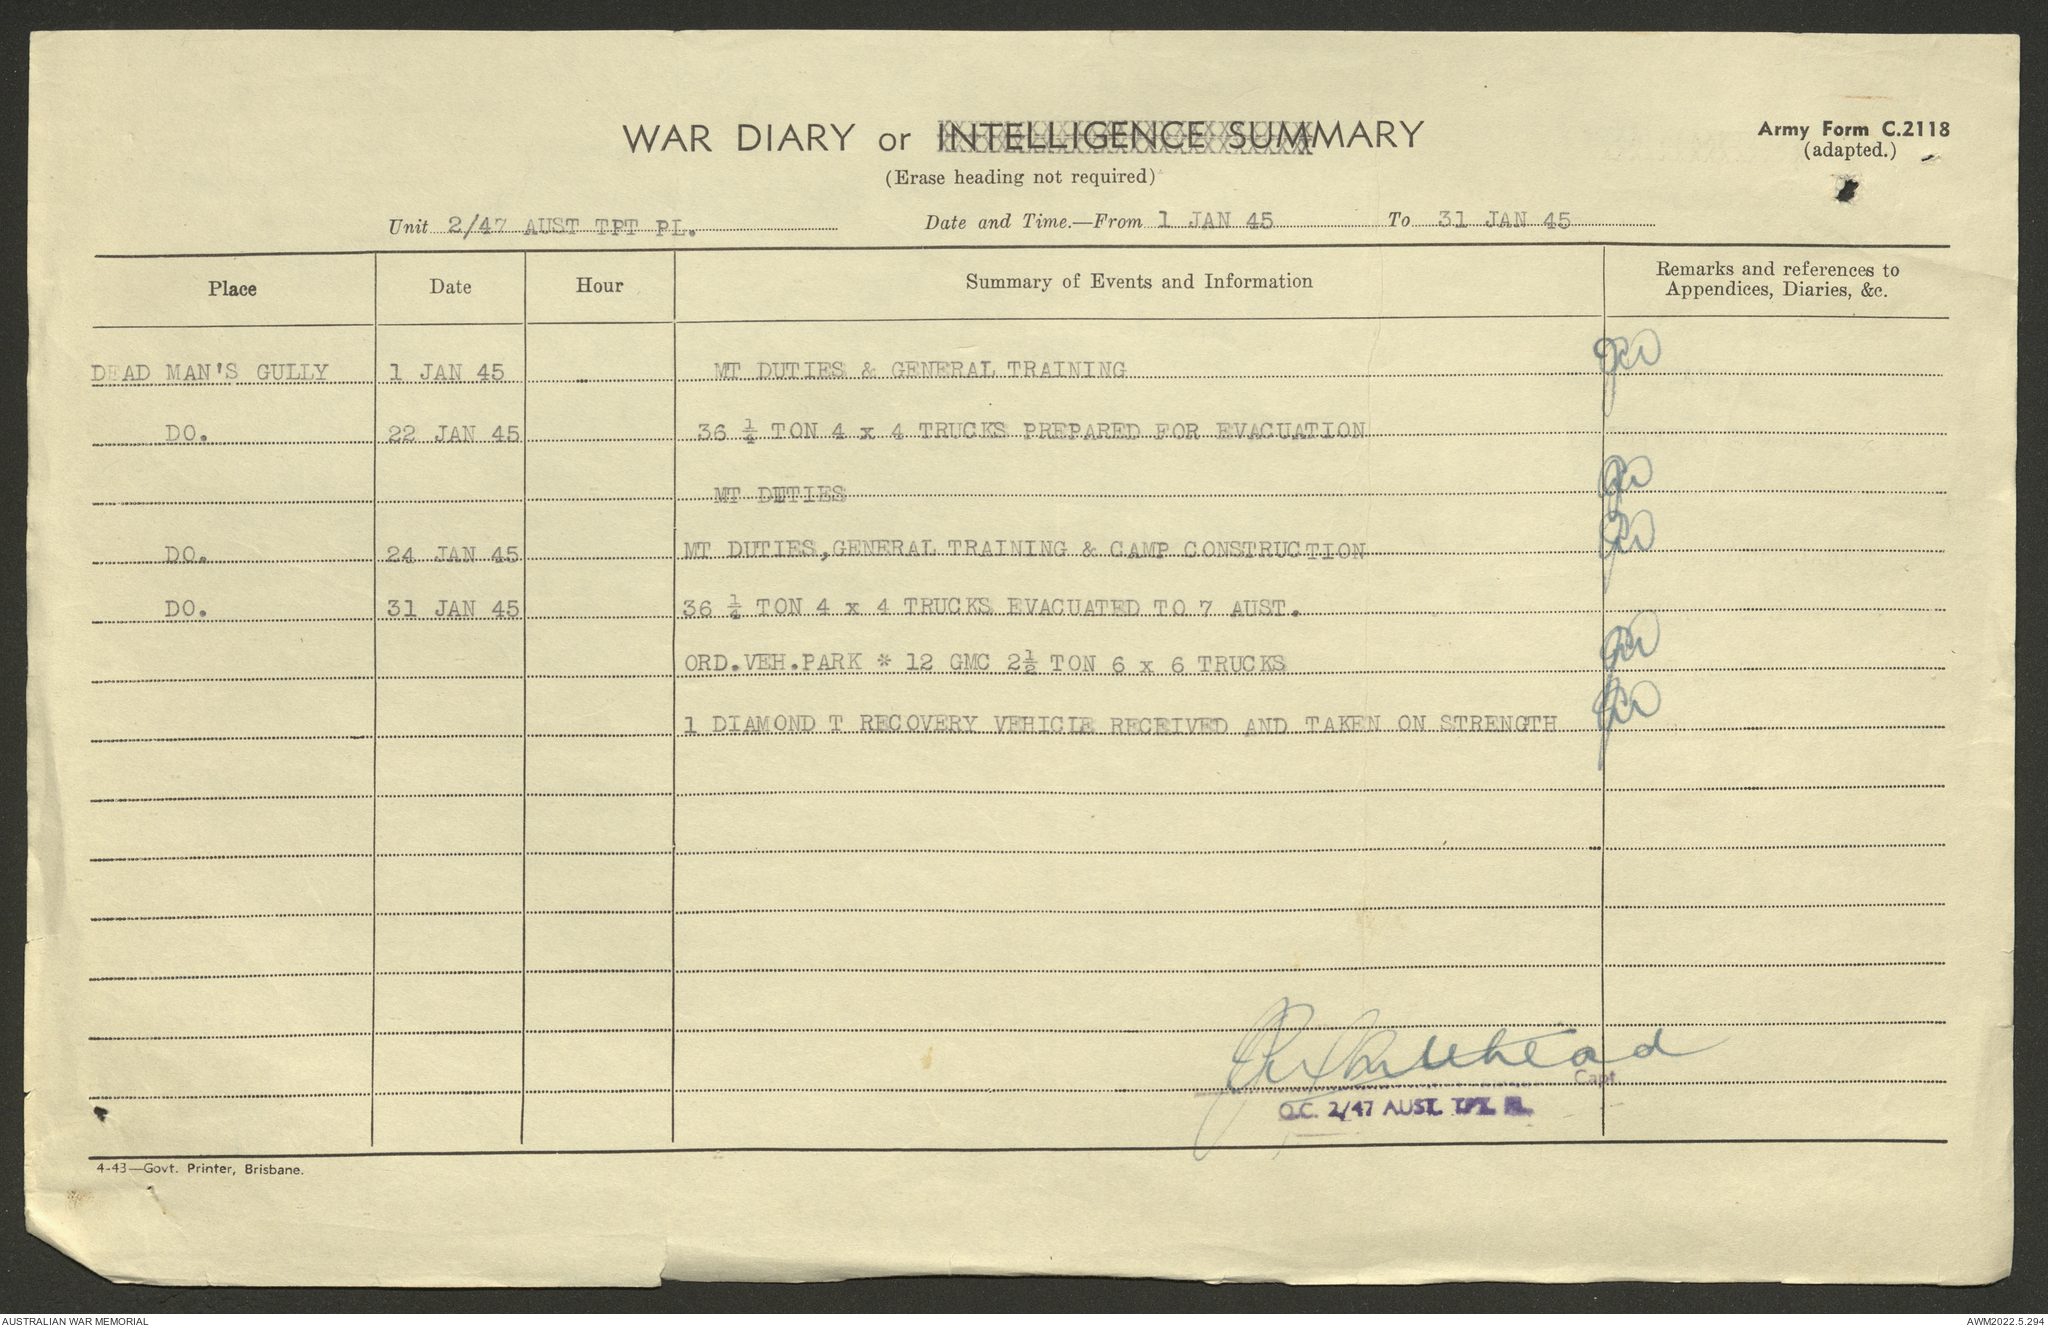 WAR DIARY or INTELLIGENCE SUMMARY
Army Form C.2118
(adapted.)
(Erase heading not required)
Unit 2/47 AUST TPT PL. Date and Time.—From 1 JAN 45 To 31 JAN 45
Place Date Hour Summary of Events and Information Remarks and references to
Appendices, Diaries, &c.
DEAD MAN'S GULLY 1 JAN 45 MT DUTIES & GENERAL TRAINING
DO. 22 JAN 45 36 ¼ TON 4 x 4 TRUCKS PREPARED FOR EVACUATION
MT DUTIES
DO. 24 JAN 45 MT DUTIES,GENERAL TRAINING & CAMP CONSTRUCTION
DO. 31 JAN 45 36 ¼ TON 4 x 4 TRUCKS EVACUATED TO 7 AUST.
ORD.VEH.PARK * 12 GMC 2½ TON 6 x 6 TRUCKS
1 DIAMOND T RECOVERY VEHICLE RECEIVED AND TAKEN ON STRENGTH
Capt
O.C. 2/47 AUST. TPT. PL.
4-43—Govt. Printer, Brisbane.
AUSTRALIAN WAR MEMORIAL
AWM2022.5.294